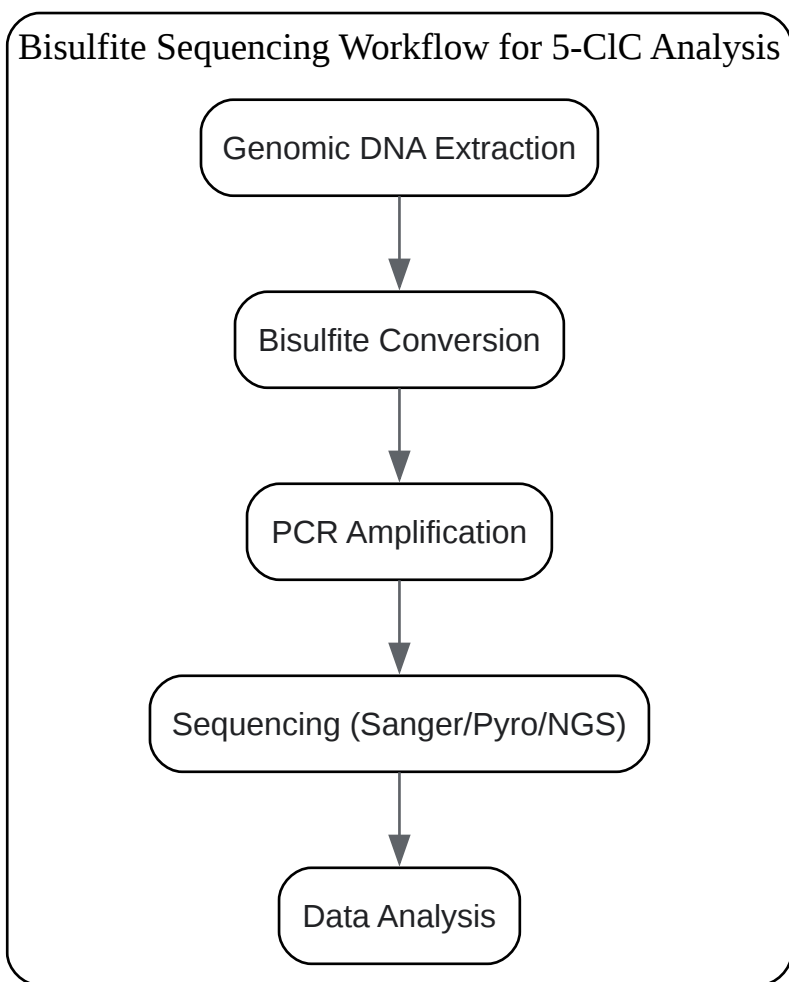 Bisulfite Sequencing Workflow for 5-ClC Analysis
Genomic DNA Extraction
Bisulfite Conversion
PCR Amplification
Sequencing (Sanger/Pyro/NGS)
Data Analysis